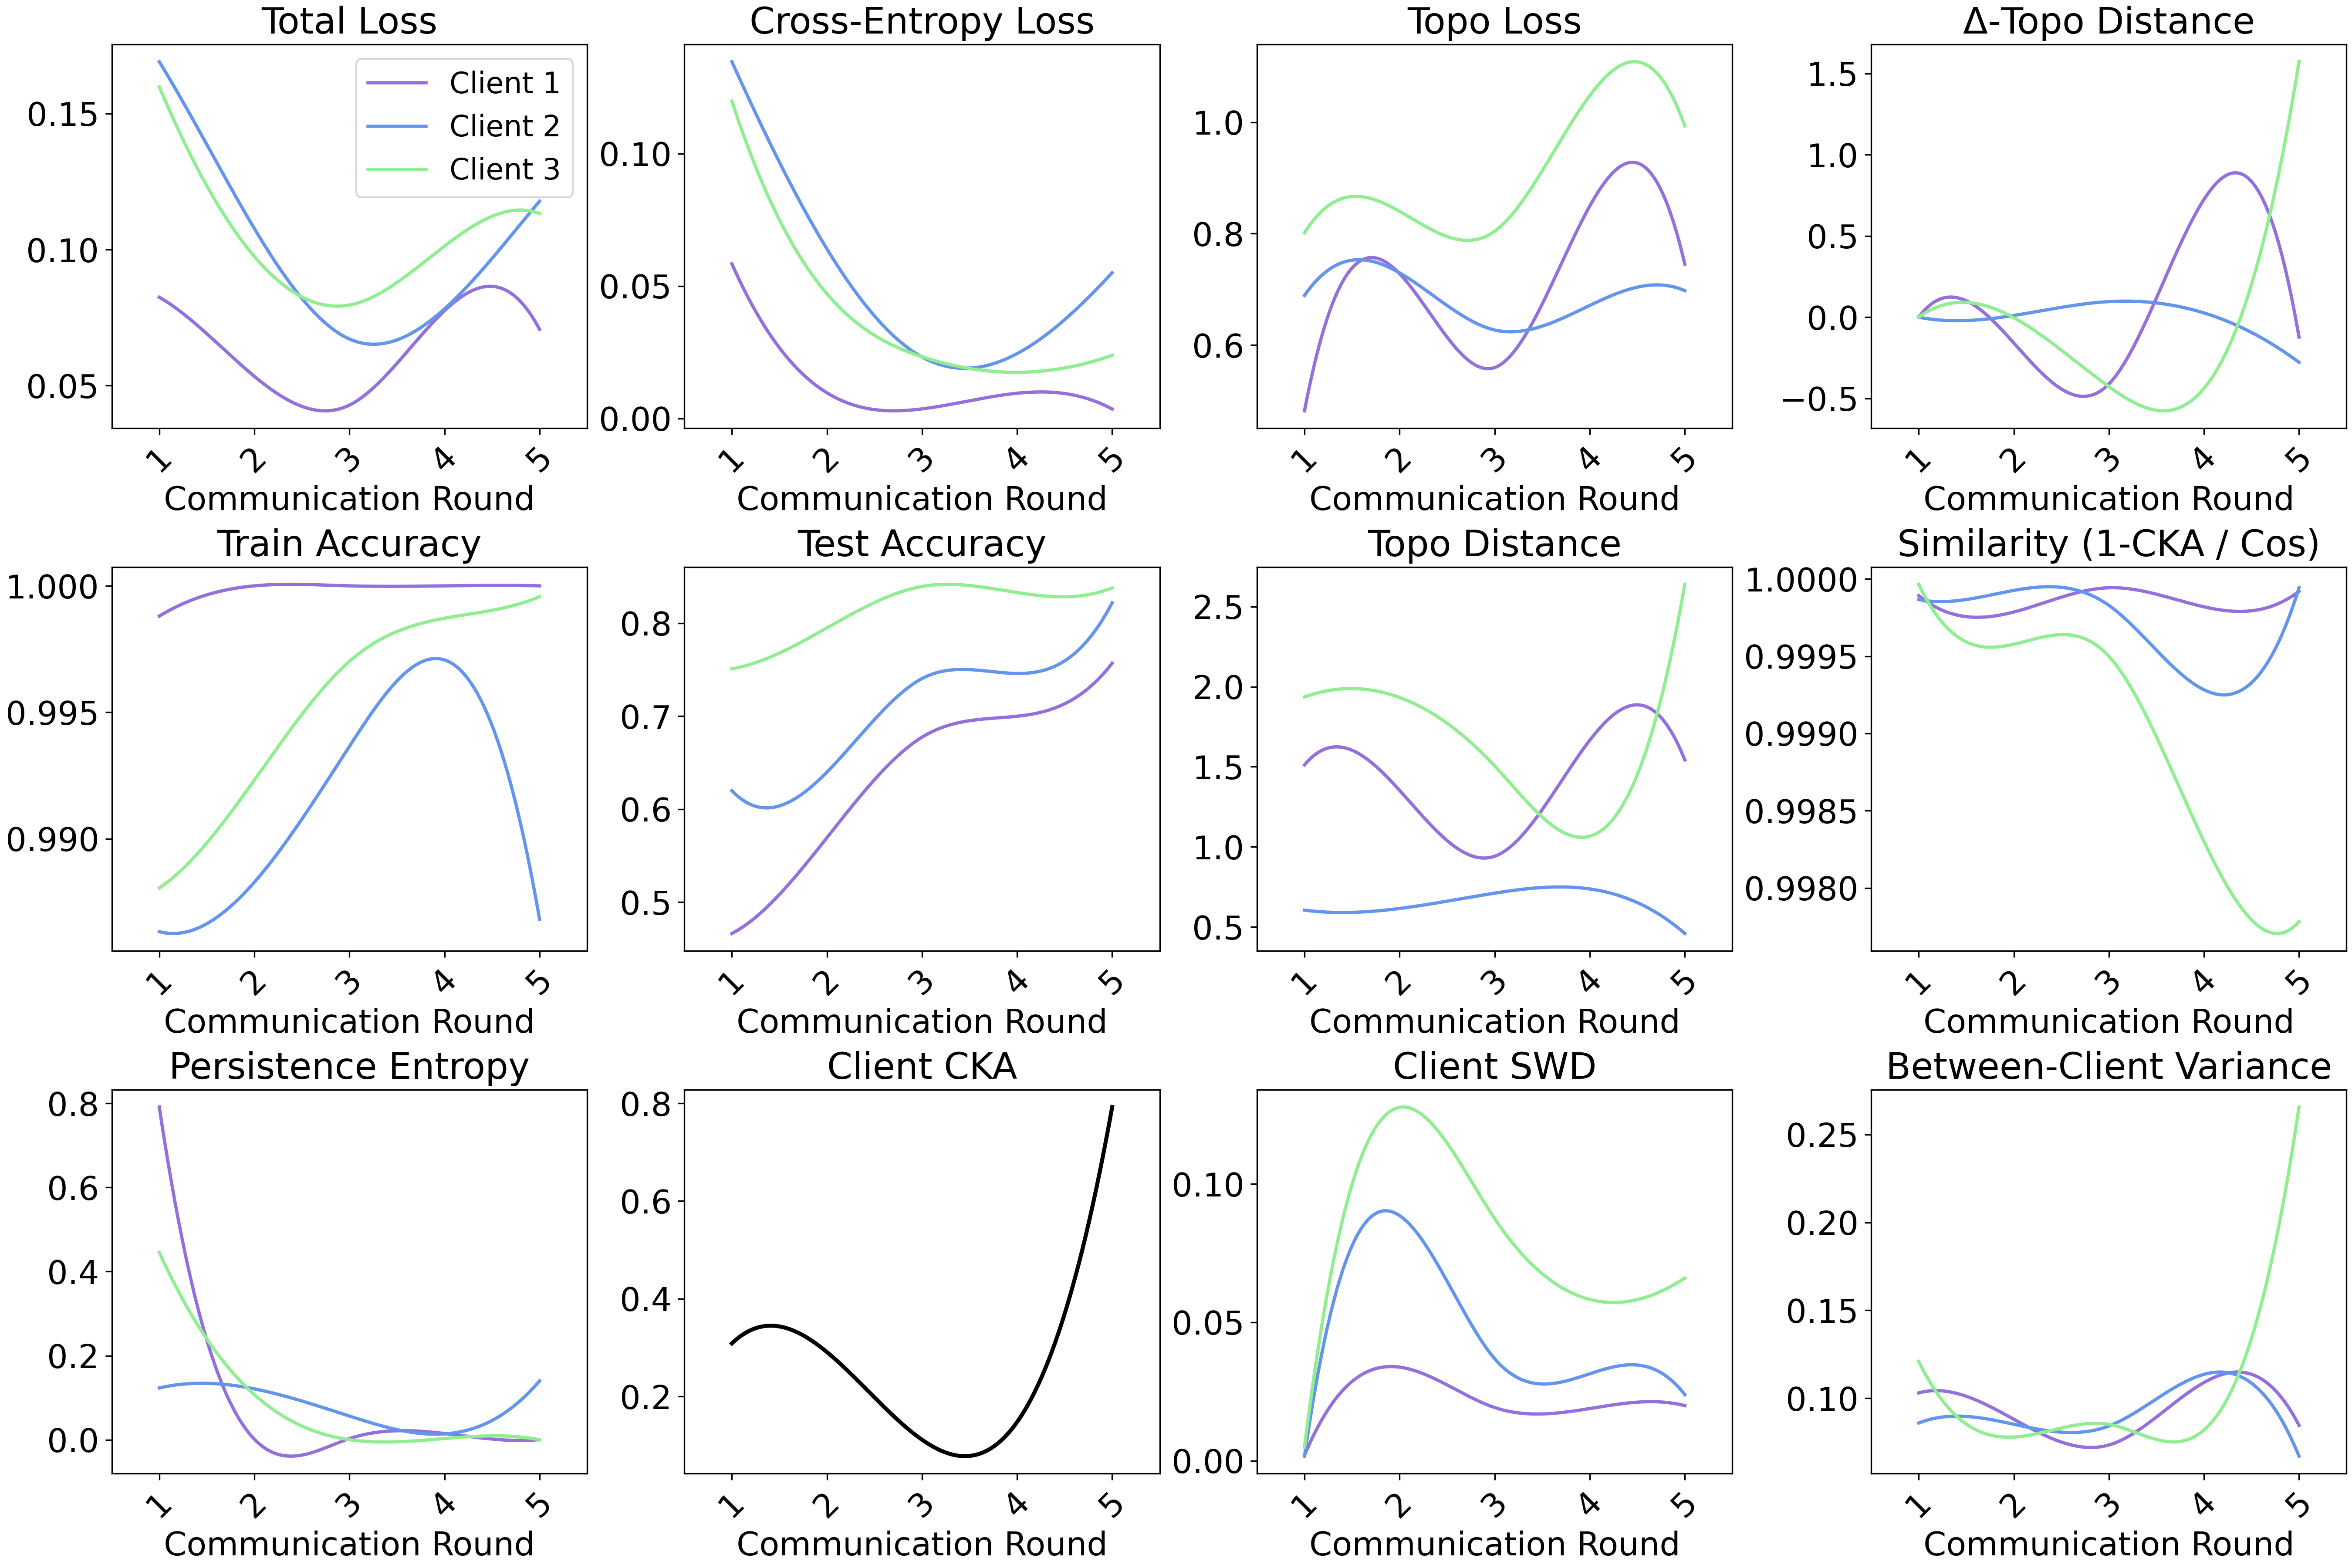 Total Loss
0.15
0.10
0.05
Client 1
Client 2
Client 3
1 2 3 4 5
Communication Round
Cross-Entropy Loss
0.10
0.05
0.00
1 2 3 4 5
Communication Round
Topo Loss
1.0
0.8
0.6
1 2 3 4 5
Communication Round
Δ-Topo Distance
1.5
1.0
0.5
0.0
−0.5
1 2 3 4 5
Communication Round
Train Accuracy
1.000
0.995
0.990
1 2 3 4 5
Communication Round
Test Accuracy
0.8
0.7
0.6
0.5
1 2 3 4 5
Communication Round
Topo Distance
2.5
2.0
1.5
1.0
0.5
1 2 3 4 5
Communication Round
Similarity (1-CKA / Cos)
1.0000
0.9995
0.9990
0.9985
0.9980
1 2 3 4 5
Communication Round
Persistence Entropy
0.8
0.6
0.4
0.2
0.0
1 2 3 4 5
Communication Round
Client CKA
0.8
0.6
0.4
0.2
1 2 3 4 5
Communication Round
Client SWD
0.10
0.05
0.00
1 2 3 4 5
Communication Round
Between-Client Variance
0.25
0.20
0.15
0.10
1 2 3 4 5
Communication Round